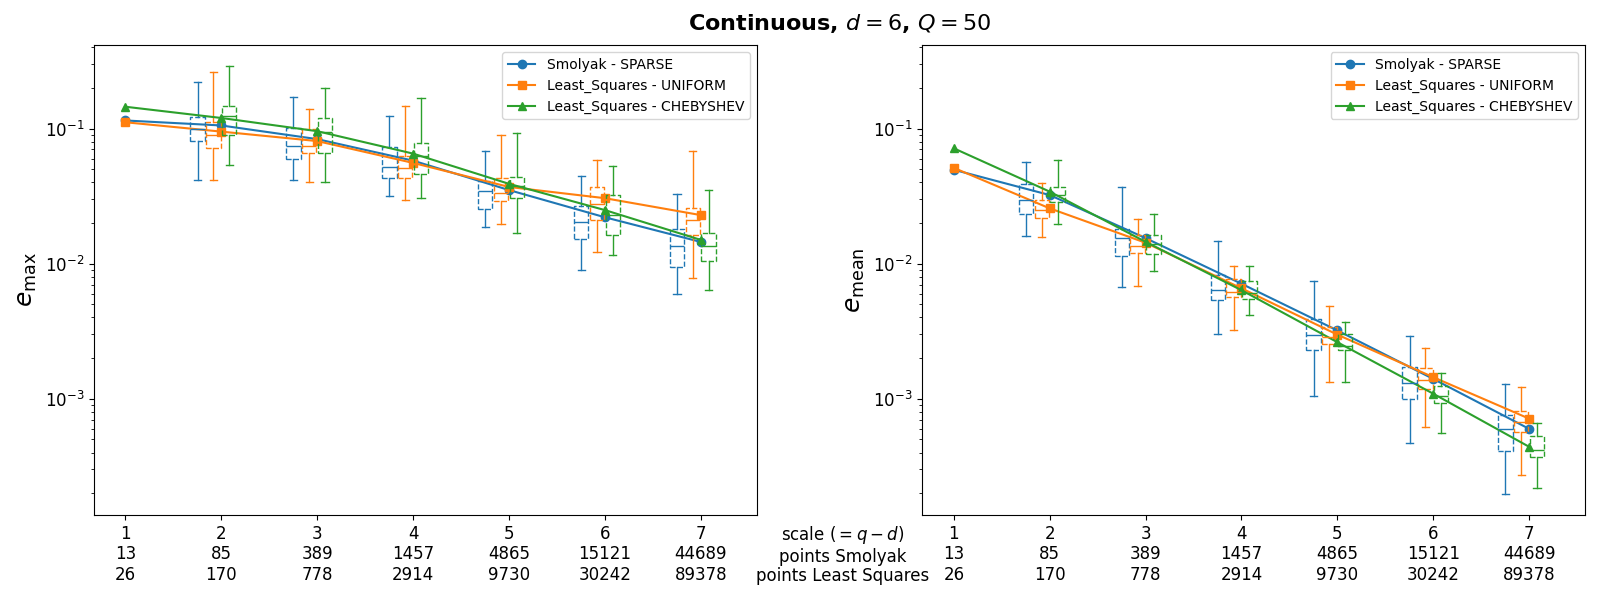 Continuous, d = 6, Q = 50
Smolyak - SPARSE
Least_Squares - UNIFORM
Least_Squares - CHEBYSHEV
10⁻¹
10⁻²
10⁻³
e_max
1 2 3 4 5 6 7
13 85 389 1457 4865 15121 44689
26 170 778 2914 9730 30242 89378
scale (= q − d)
points Smolyak
points Least Squares
Smolyak - SPARSE
Least_Squares - UNIFORM
Least_Squares - CHEBYSHEV
10⁻¹
10⁻²
10⁻³
e_mean
1 2 3 4 5 6 7
13 85 389 1457 4865 15121 44689
26 170 778 2914 9730 30242 89378